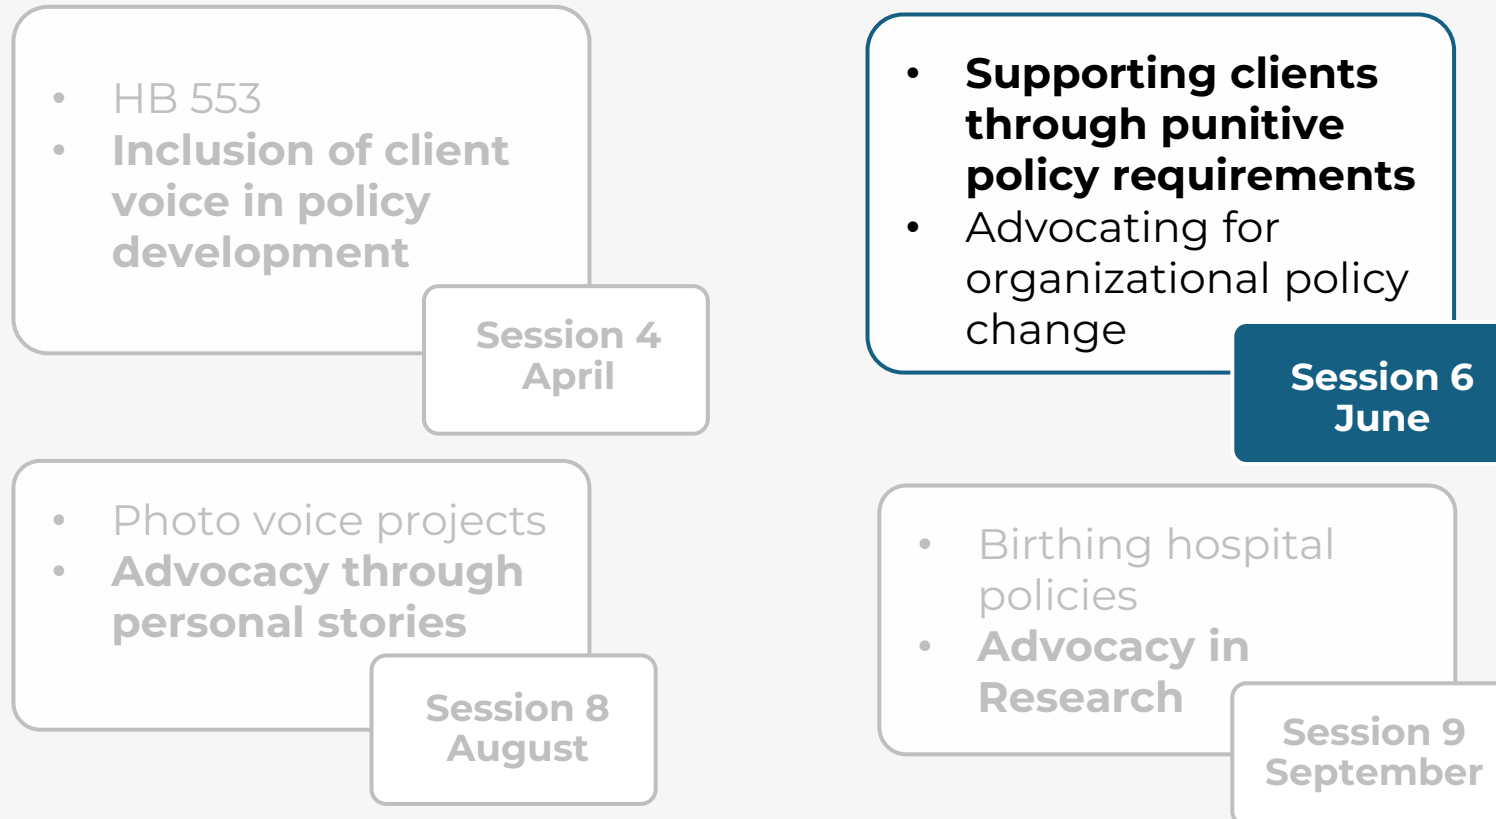 • HB 553
• Inclusion of client
voice in policy
development
Session 4
April
• Supporting clients
through punitive
policy requirements
• Advocating for
organizational policy
change
Session 6
June
• Photo voice projects
• Advocacy through
personal stories
Session 8
August
• Birthing hospital
policies
• Advocacy in
Research
Session 9
September